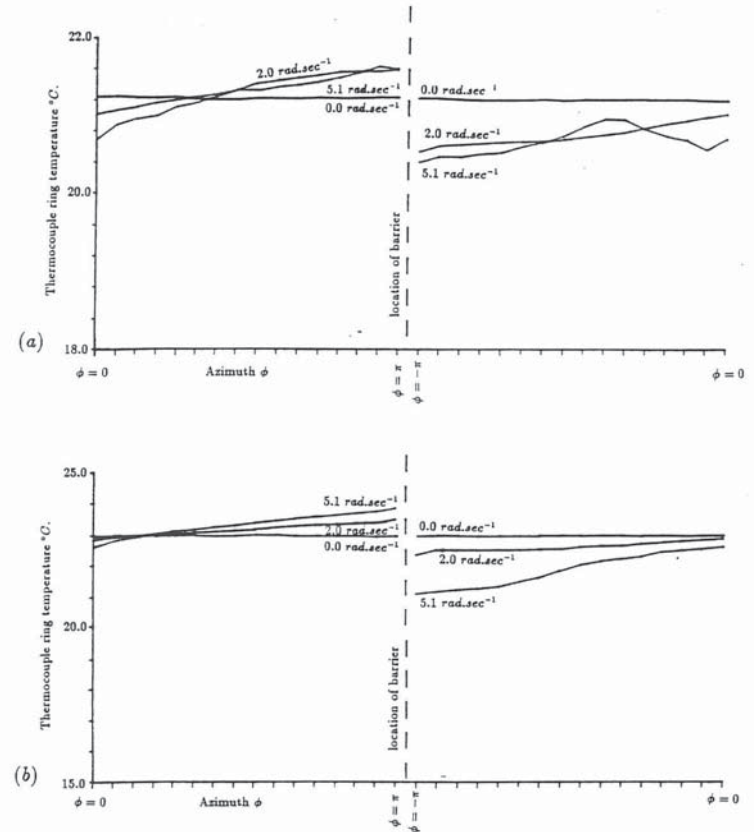 22.0
2.0 rad.sec⁻¹
5.1 rad.sec⁻¹
0.0 rad.sec⁻¹
0.0 rad.sec⁻¹
2.0 rad.sec⁻¹
5.1 rad.sec⁻¹
20.0
Thermocouple ring temperature °C.
location of barrier
(a)
18.0
ϕ = 0
Azimuth ϕ
ϕ = π
ϕ = −π
ϕ = 0
25.0
5.1 rad.sec⁻¹
2.0 rad.sec⁻¹
0.0 rad.sec⁻¹
0.0 rad.sec⁻¹
2.0 rad.sec⁻¹
5.1 rad.sec⁻¹
20.0
Thermocouple ring temperature °C.
location of barrier
(b)
15.0
ϕ = 0
Azimuth ϕ
ϕ = π
ϕ = −π
ϕ = 0